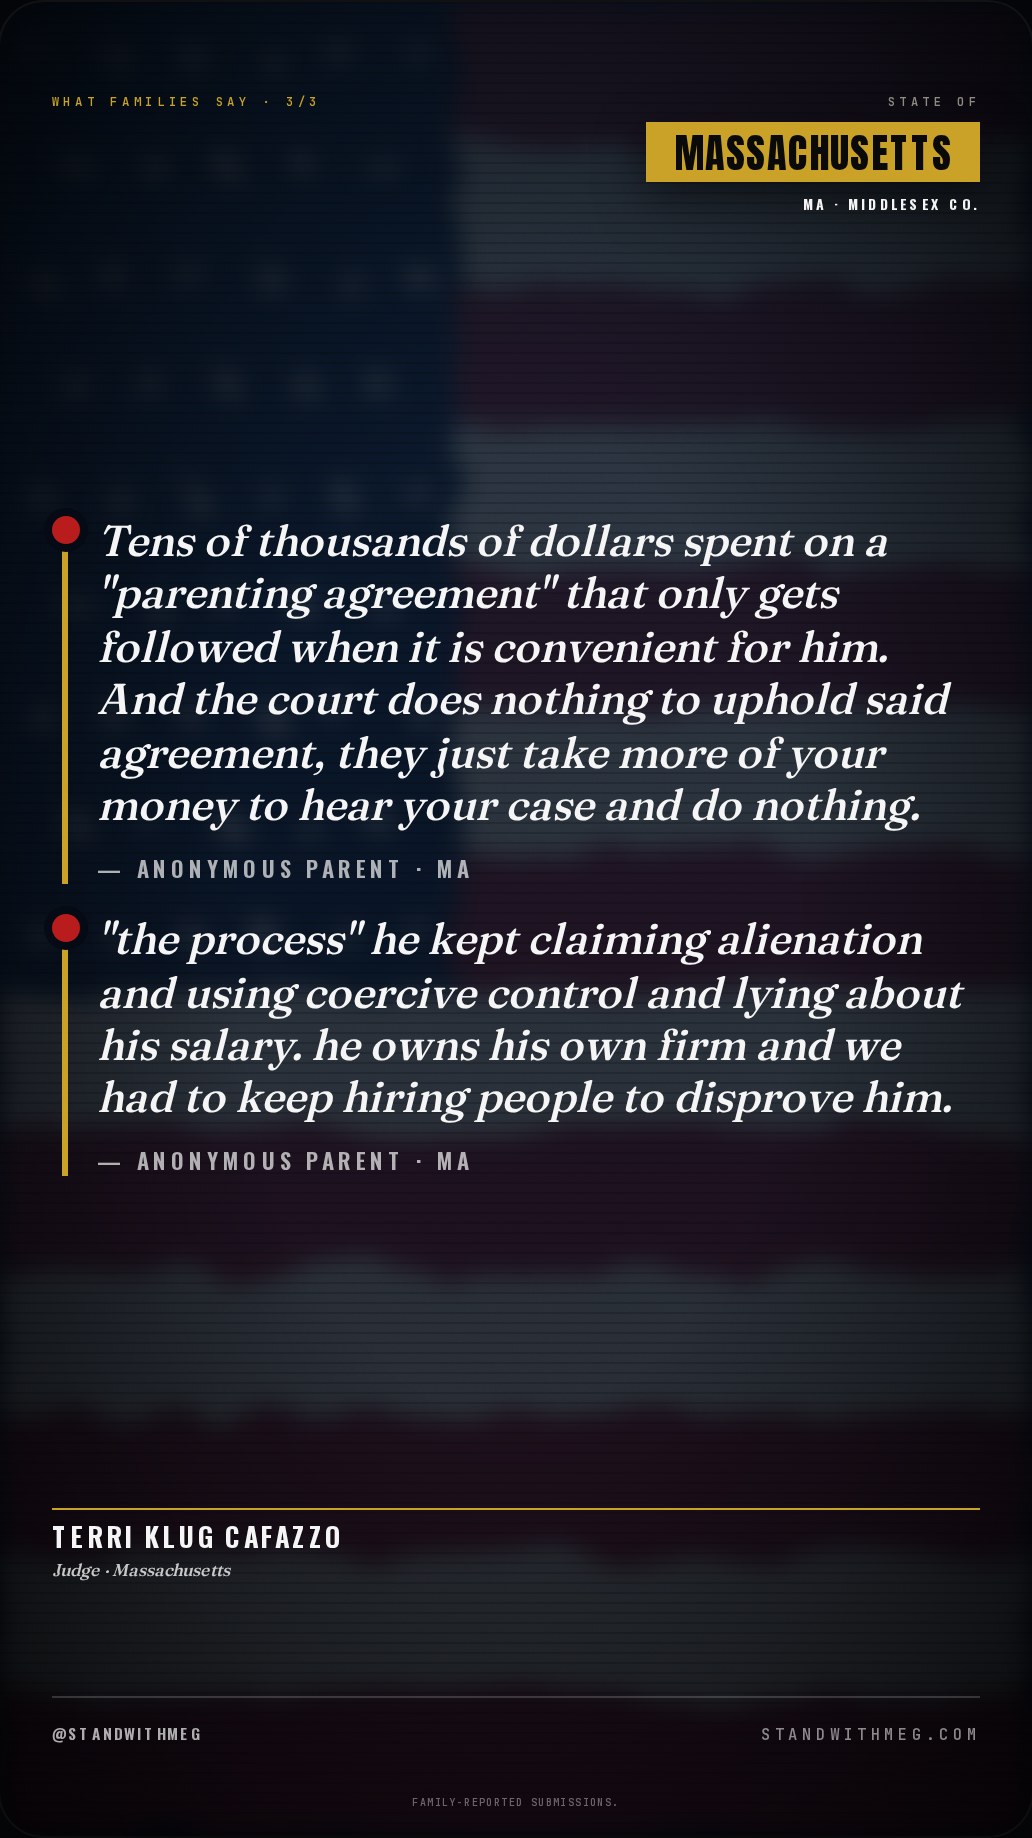 WHAT FAMILIES SAY · 3/3
STATE OF
MASSACHUSETTS
MA · MIDDLESEX CO.
Tens of thousands of dollars spent on a
"parenting agreement" that only gets
followed when it is convenient for him.
And the court does nothing to uphold said
agreement, they just take more of your
money to hear your case and do nothing.
— ANONYMOUS PARENT · MA
"the process" he kept claiming alienation
and using coercive control and lying about
his salary. he owns his own firm and we
had to keep hiring people to disprove him.
— ANONYMOUS PARENT · MA
TERRI KLUG CAFAZZO
Judge · Massachusetts
@STANDWITHMEG
STANDWITHMEG.COM
FAMILY-REPORTED SUBMISSIONS.